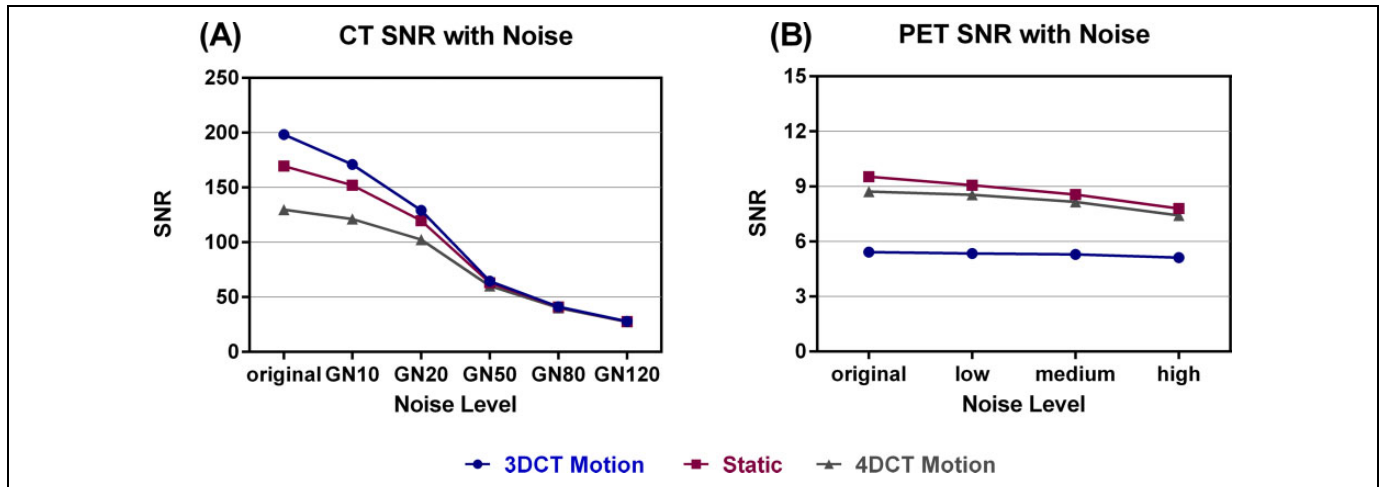 (A) CT SNR with Noise
250
200
150
100
50
0
SNR
original GN10 GN20 GN50 GN80 GN120
Noise Level
(B) PET SNR with Noise
15
12
9
6
3
0
SNR
original low medium high
Noise Level
3DCT Motion Static 4DCT Motion